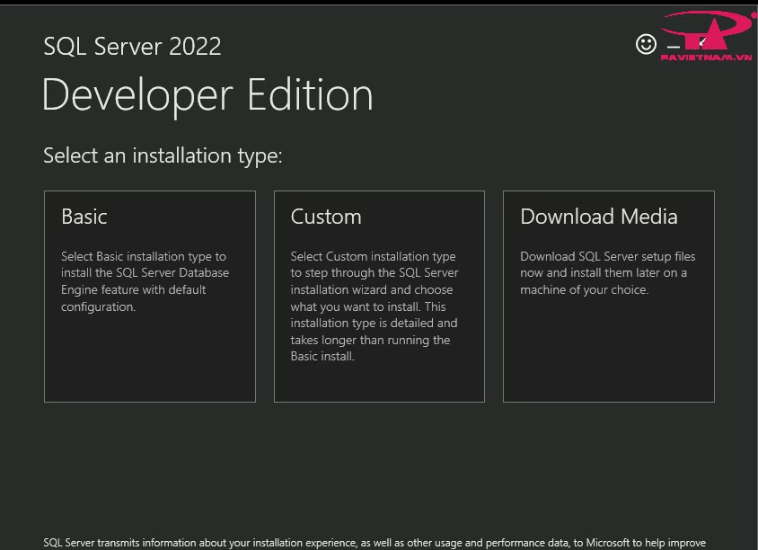 SQL Server 2022
PAVIETNAM.VN
Developer Edition
Select an installation type:
Basic
Select Basic installation type to
install the SQL Server Database
Engine feature with default
configuration.
Custom
Select Custom installation type
to step through the SQL Server
installation wizard and choose
what you want to install. This
installation type is detailed and
takes longer than running the
Basic install.
Download Media
Download SQL Server setup files
now and install them later on a
machine of your choice.
SQL Server transmits information about your installation experience, as well as other usage and performance data, to Microsoft to help improve